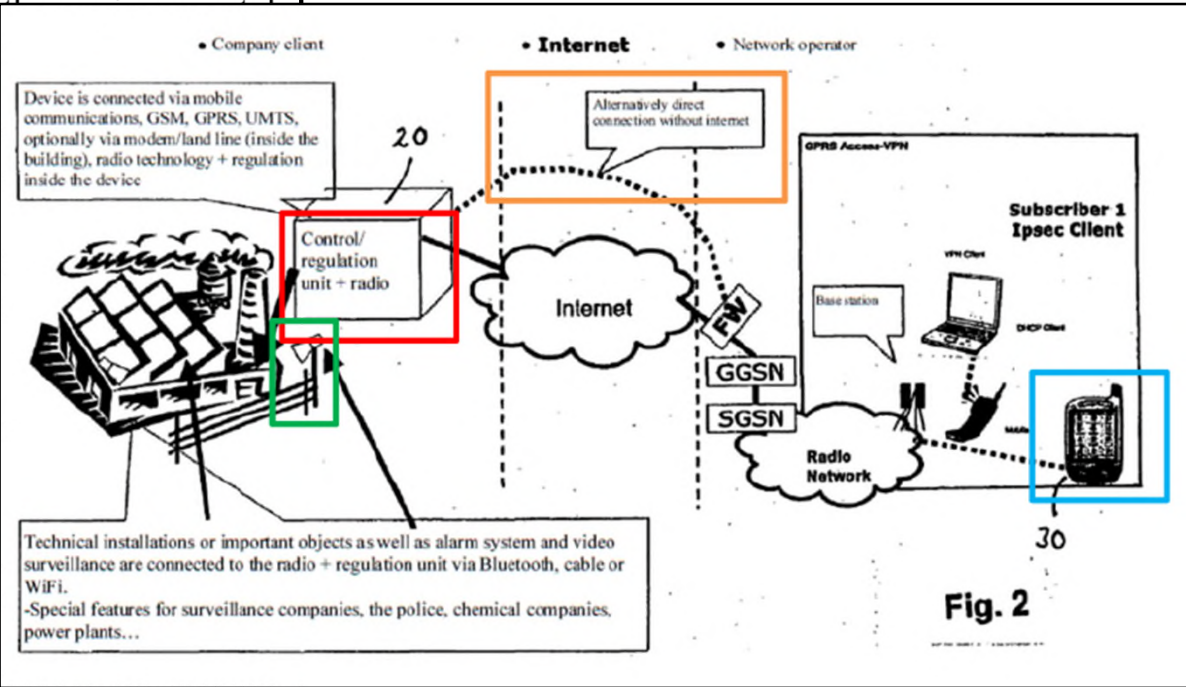 • Company client
• Internet
• Network operator
Device is connected via mobile
communications, GSM, GPRS, UMTS,
optionally via modem/land line (inside the
building), radio technology + regulation
inside the device
20
Alternatively direct
connection without internet
GPRS Access-VPN
Subscriber 1
Ipsec Client
Control/
regulation
unit + radio
VPN Client
Internet
Base station
FW
DHCP Client
GGSN
SGSN
Radio
Network
30
Technical installations or important objects as well as alarm system and video
surveillance are connected to the radio + regulation unit via Bluetooth, cable or
WiFi.
-Special features for surveillance companies, the police, chemical companies,
power plants…
Fig. 2